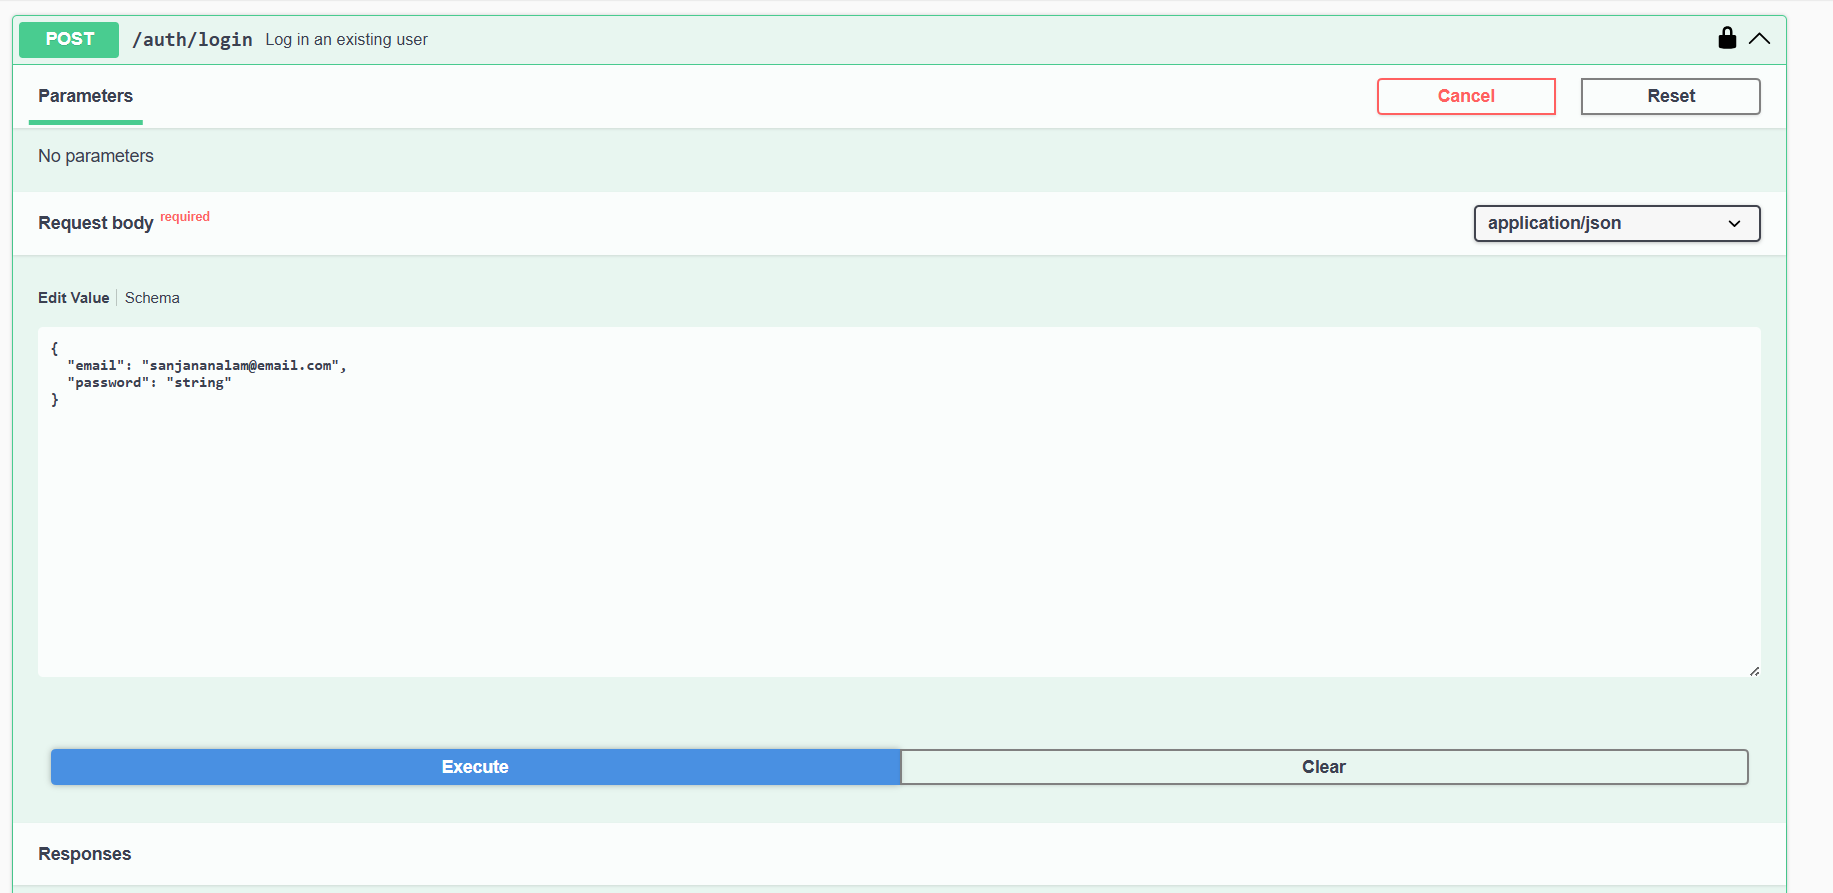 POST /auth/login Log in an existing user
Parameters
Cancel
Reset
No parameters
Request body required
application/json
Edit Value
Schema
{
  "email": "sanjananalam@email.com",
  "password": "string"
}
Execute
Clear
Responses